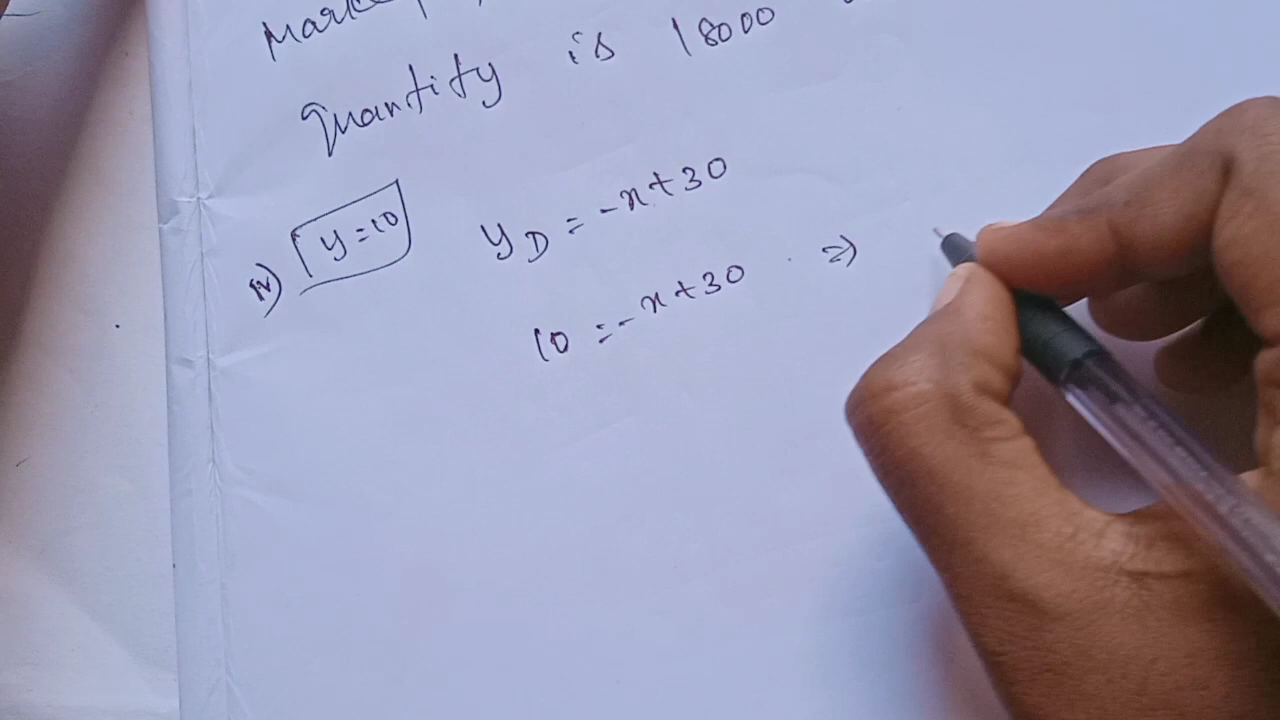 quantity is 18000
iv) y=10 yD = -x+30
10 = -x+30 ⇒